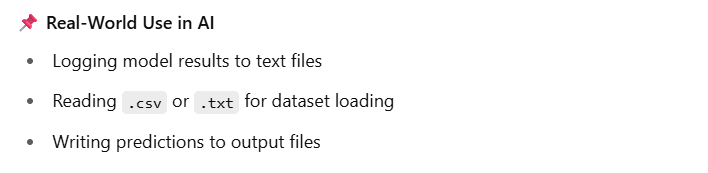 📌 Real-World Use in AI
• Logging model results to text files
• Reading .csv or .txt for dataset loading
• Writing predictions to output files